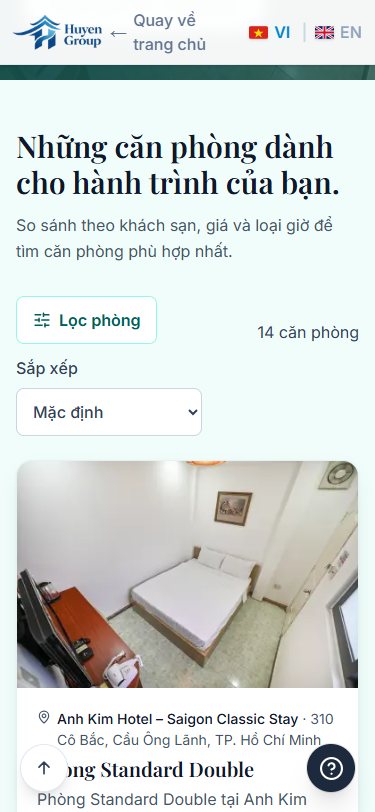 Huyen
Group
← Quay về
trang chủ
VI
EN
Những căn phòng dành
cho hành trình của bạn.
So sánh theo khách sạn, giá và loại giờ để
tìm căn phòng phù hợp nhất.
Lọc phòng
14 căn phòng
Sắp xếp
Mặc định
Anh Kim Hotel – Saigon Classic Stay · 310
Cô Bắc, Cầu Ông Lãnh, TP. Hồ Chí Minh
ong Standard Double
Phòng Standard Double tại Anh Kim